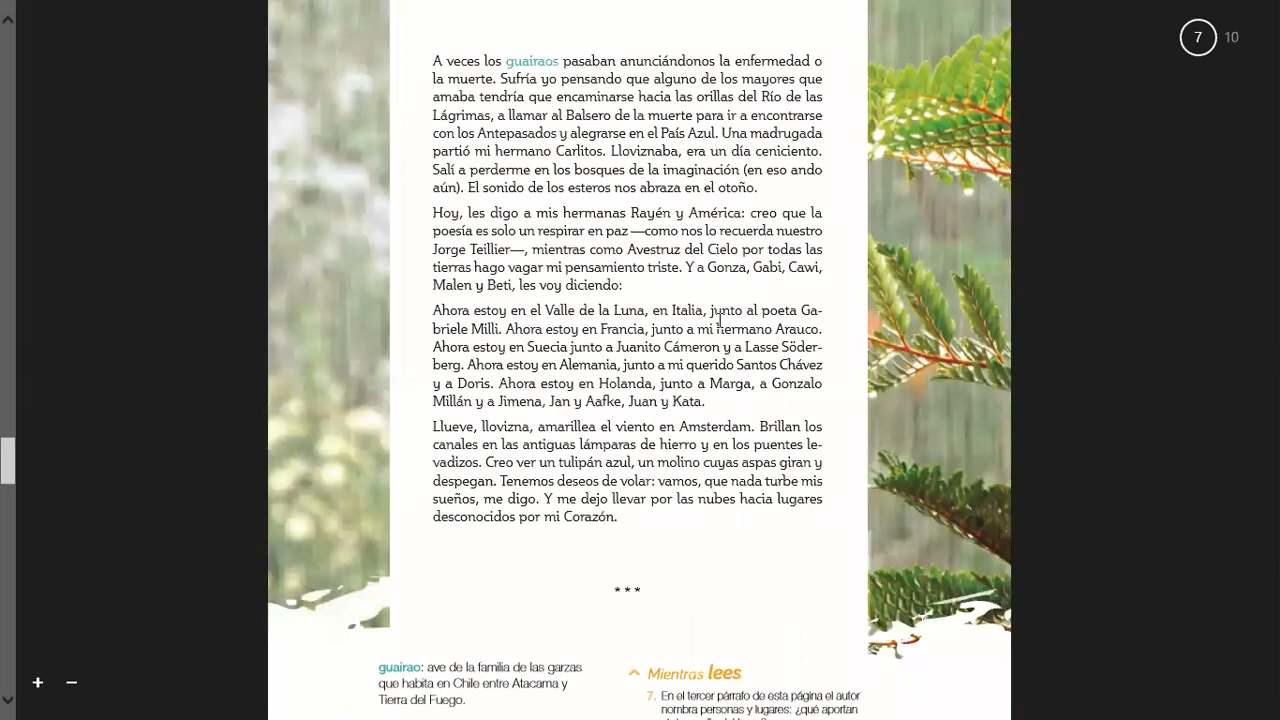 7 10
A veces los guairaos pasaban anunciándonos la enfermedad o
la muerte. Sufría yo pensando que alguno de los mayores que
amaba tendría que encaminarse hacia las orillas del Río de las
Lágrimas, a llamar al Balsero de la muerte para ir a encontrarse
con los Antepasados y alegrarse en el País Azul. Una madrugada
partió mi hermano Carlitos. Lloviznaba, era un día ceniciento.
Salí a perderme en los bosques de la imaginación (en eso ando
aún). El sonido de los esteros nos abraza en el otoño.
Hoy, les digo a mis hermanas Rayén y América: creo que la
poesía es solo un respirar en paz —como nos lo recuerda nuestro
Jorge Teillier—, mientras como Avestruz del Cielo por todas las
tierras hago vagar mi pensamiento triste. Y a Gonza, Gabi, Cawi,
Malen y Beti, les voy diciendo:
Ahora estoy en el Valle de la Luna, en Italia, junto al poeta Ga-
briele Milli. Ahora estoy en Francia, junto a mi hermano Arauco.
Ahora estoy en Suecia junto a Juanito Cámeron y a Lasse Söder-
berg. Ahora estoy en Alemania, junto a mi querido Santos Chávez
y a Doris. Ahora estoy en Holanda, junto a Marga, a Gonzalo
Millán y a Jimena, Jan y Aafke, Juan y Kata.
Llueve, llovizna, amarillea el viento en Amsterdam. Brillan los
canales en las antiguas lámparas de hierro y en los puentes le-
vadizos. Creo ver un tulipán azul, un molino cuyas aspas giran y
despegan. Tenemos deseos de volar: vamos, que nada turbe mis
sueños, me digo. Y me dejo llevar por las nubes hacia lugares
desconocidos por mi Corazón.
* * *
guairao: ave de la familia de las garzas
que habita en Chile entre Atacama y
Tierra del Fuego.
Mientras lees
7. En el tercer párrafo de esta página el autor
nombra personas y lugares: ¿qué aportan